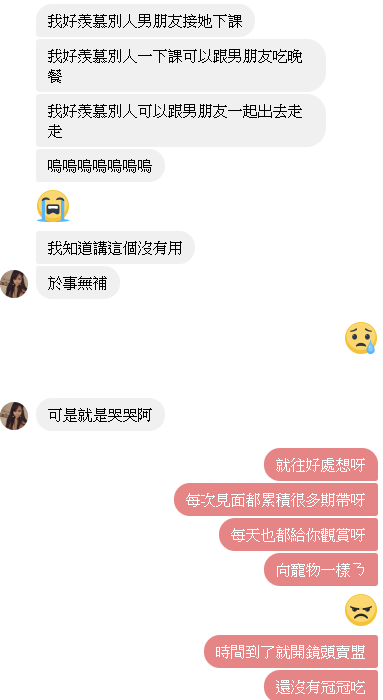 我好羨慕別人男朋友接她下課
我好羨慕別人一下課可以跟男朋友吃晚
餐
我好羨慕別人可以跟男朋友一起出去走
走
嗚嗚嗚嗚嗚嗚嗚
我知道講這個沒有用
於事無補
可是就是哭哭阿
就往好處想呀
每次見面都累積很多期帶呀
每天也都給你觀賞呀
向寵物一樣ㄋ
時間到了就開鏡頭賣盟
還沒有冠冠吃